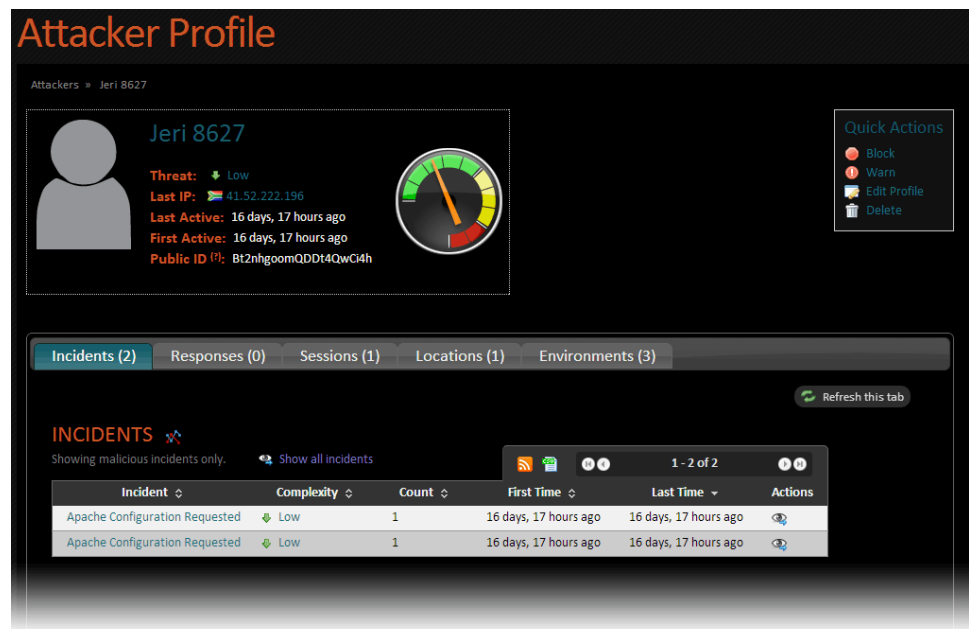 Attacker Profile
Attackers » Jeri 8627
Jeri 8627
Threat: Low
Last IP: 41.52.222.196
Last Active: 16 days, 17 hours ago
First Active: 16 days, 17 hours ago
Public ID [?]: Bt2nhgoomQDDt4QwCi4h
Quick Actions
Block
Warn
Edit Profile
Delete
Incidents (2) Responses (0) Sessions (1) Locations (1) Environments (3)
Refresh this tab
INCIDENTS
Showing malicious incidents only. Show all incidents
1 - 2 of 2
Incident Complexity Count First Time Last Time Actions
Apache Configuration Requested Low 1 16 days, 17 hours ago 16 days, 17 hours ago
Apache Configuration Requested Low 1 16 days, 17 hours ago 16 days, 17 hours ago